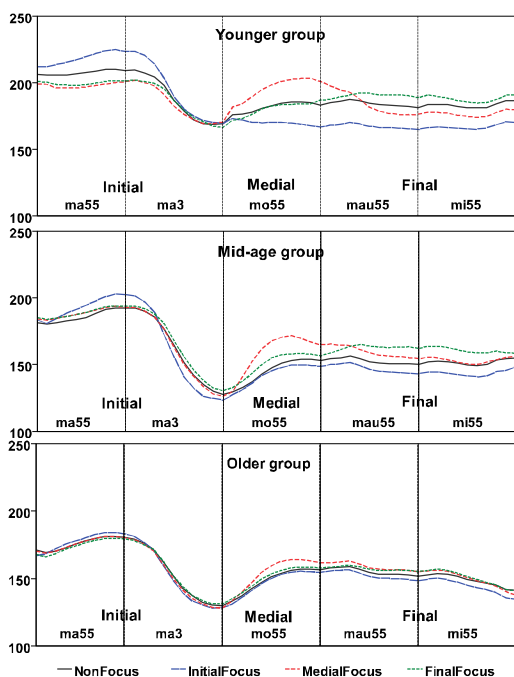 250
Younger group
200
150
Initial Medial Final
ma55 ma3 mo55 mau55 mi55
100
250
Mid-age group
200
150
Initial Medial Final
ma55 ma3 mo55 mau55 mi55
100
250
Older group
200
150
Initial Medial Final
ma55 ma3 mo55 mau55 mi55
100
NonFocus InitialFocus MedialFocus FinalFocus